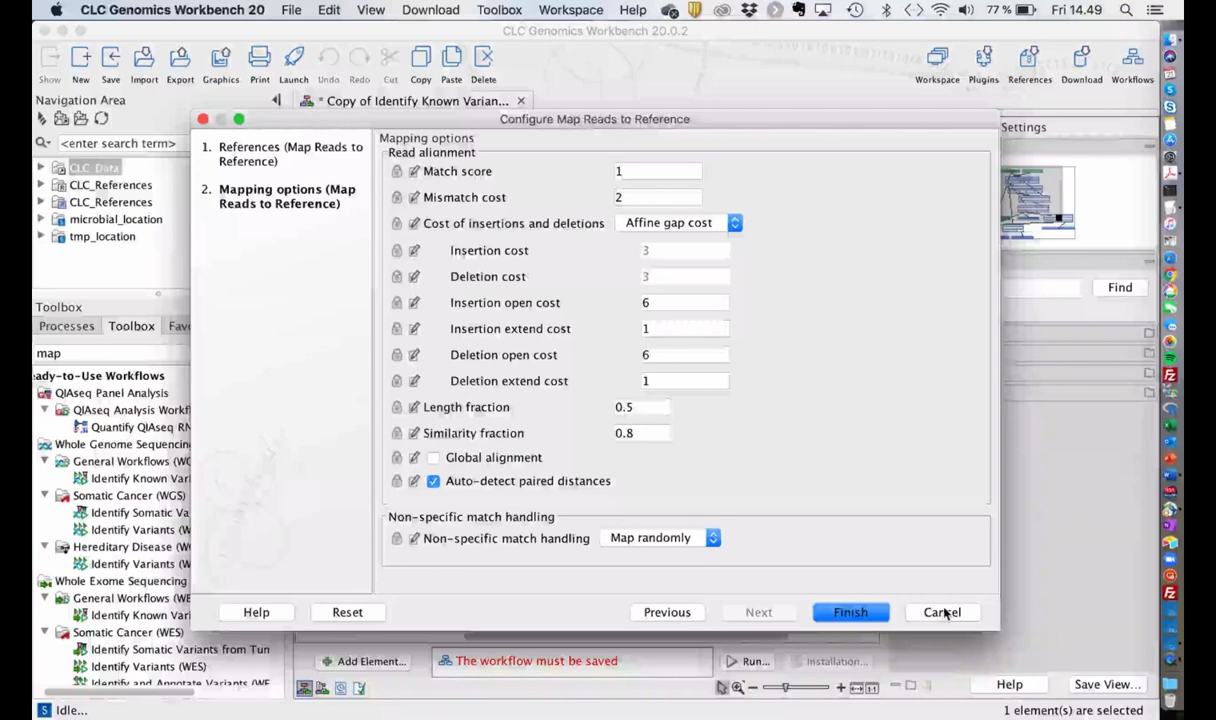 CLC Genomics Workbench 20 File Edit View Download Toolbox Workspace Help 77 % Fri 14.49
CLC Genomics Workbench 20.0.2
Show New Save Import Export Graphics Print Launch Undo Redo Cut Copy Paste Delete Workspace Plugins References Download Workflows
Navigation Area
* Copy of Identify Known Varian...
<enter search term>
CLC_Data
CLC_References
CLC_References
microbial_location
tmp_location
Toolbox
Processes Toolbox Fav
map
eady-to-Use Workflows
QIAseq Panel Analysis
QIAseq Analysis Workf
Quantify QIAseq RN
Whole Genome Sequencing
General Workflows (WG
Identify Known Vari
Somatic Cancer (WGS)
Identify Somatic Va
Identify Variants (W
Hereditary Disease (W
Identify Variants (W
Whole Exome Sequencing
General Workflows (WE
Identify Known Vari
Somatic Cancer (WES)
Identify Somatic Variants from Tun
Identify Variants (WES)
Identify and Annotate Variants (WE
Idle...
Configure Map Reads to Reference
1. References (Map Reads to
Reference)
2. Mapping options (Map
Reads to Reference)
Mapping options
Read alignment
Match score 1
Mismatch cost 2
Cost of insertions and deletions Affine gap cost
Insertion cost 3
Deletion cost 3
Insertion open cost 6
Insertion extend cost 1
Deletion open cost 6
Deletion extend cost 1
Length fraction 0.5
Similarity fraction 0.8
Global alignment
Auto-detect paired distances
Non-specific match handling
Non-specific match handling Map randomly
Help Reset Previous Next Finish Cancel
Settings
Find
Add Element... The workflow must be saved Run... Installation...
Help Save View...
1 element(s) are selected